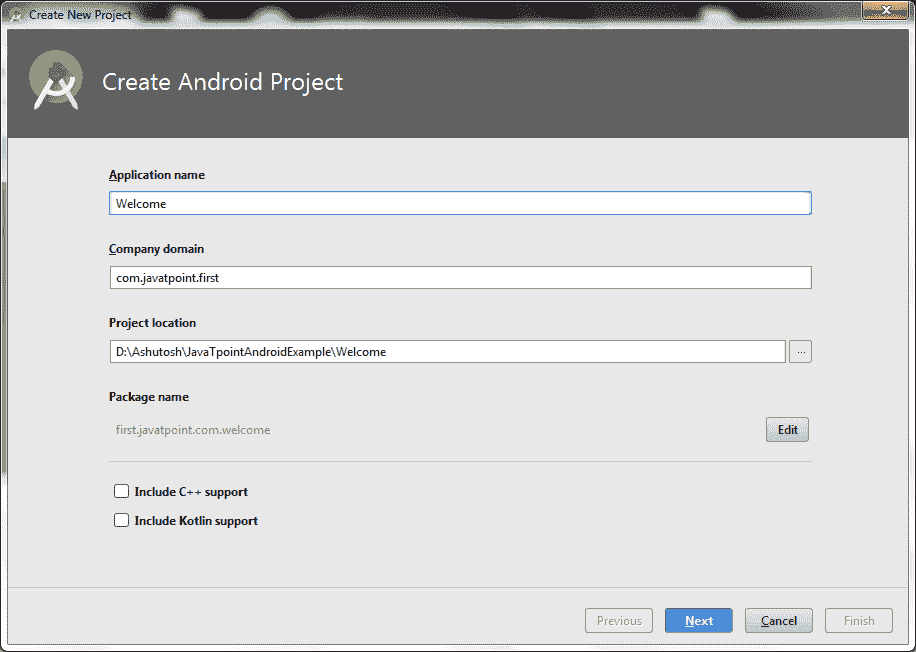 Create New Project
Create Android Project
Application name
Welcome
Company domain
com.javatpoint.first
Project location
D:\Ashutosh\JavaTpointAndroidExample\Welcome
...
Package name
first.javatpoint.com.welcome
Edit
Include C++ support
Include Kotlin support
Previous
Next
Cancel
Finish